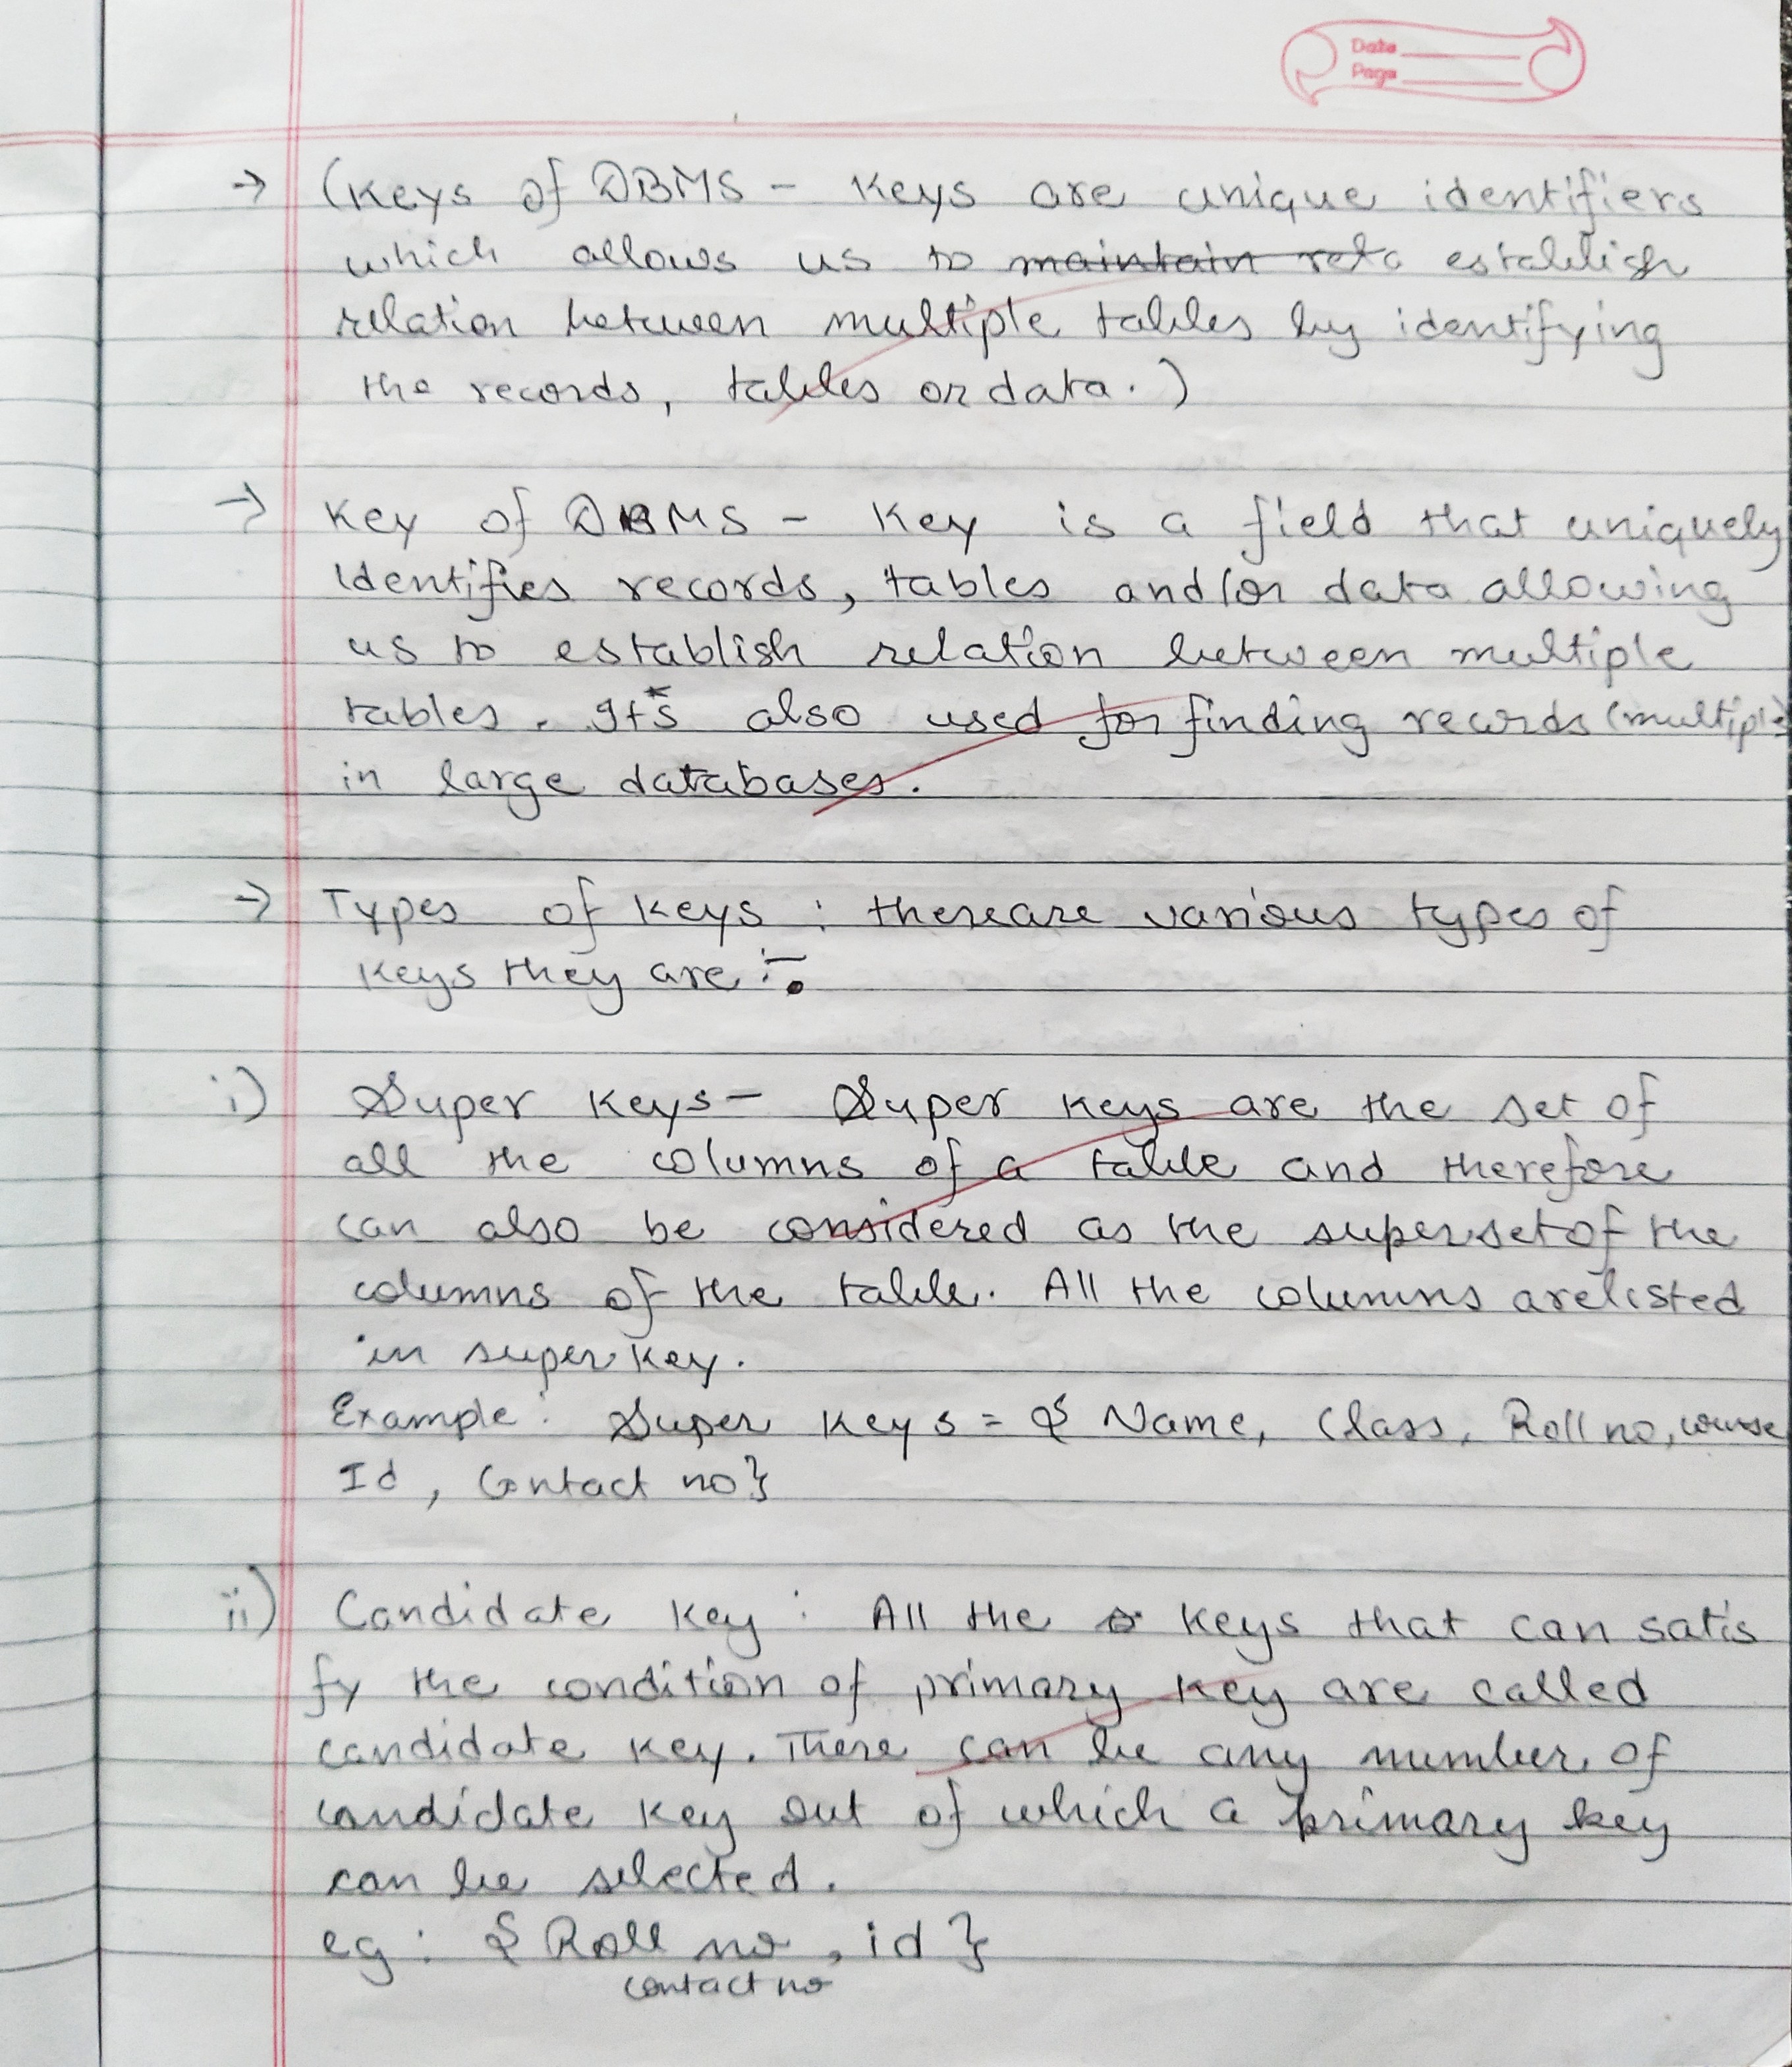 Date
Page
→ (Keys of DBMS - Keys are unique identifiers
which allows us to maintain rela establish
relation between multiple tables by identifying
the records, tables or data.)
→ Key of DBMS - Key is a field that uniquely
identifies records, tables and/or data allowing
us to establish relation between multiple
tables. It's also used for finding records (multiple
in large databases.
→ Types of keys : there are various types of
keys they are :-
i) Super Keys - Super keys are the set of
all the columns of a table and therefore
can also be considered as the superset of the
columns of the table. All the columns are listed
in super key.
Example : Super Keys = { Name, Class, Roll no, course
Id, Contact no}
ii) Candidate Key : All the keys that can satis
fy the condition of primary key are called
candidate key. There can be any number of
candidate key out of which a primary key
can be selected.
eg : { Roll no, id }
contact no